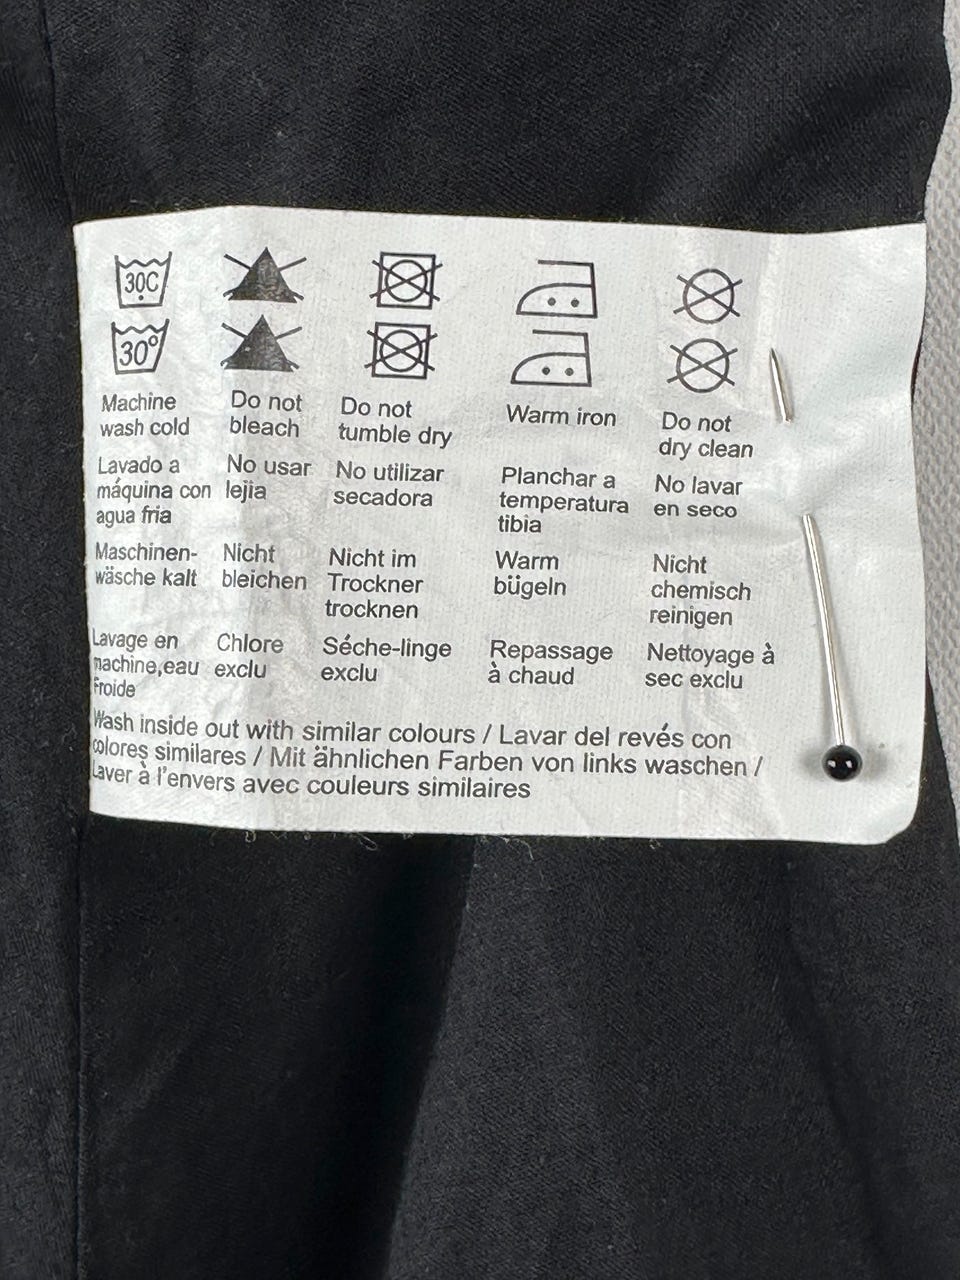 30C
30°
Machine
wash cold
Do not
bleach
Do not
tumble dry
Warm iron
Do not
dry clean
Lavado a
máquina con
agua fria
No usar
lejia
No utilizar
secadora
Planchar a
temperatura
tibia
No lavar
en seco
Maschinen-
wäsche kalt
Nicht
bleichen
Nicht im
Trockner
trocknen
Warm
bügeln
Nicht
chemisch
reinigen
Lavage en
machine,eau
Froide
Chlore
exclu
Séche-linge
exclu
Repassage
à chaud
Nettoyage à
sec exclu
Wash inside out with similar colours / Lavar del revés con
colores similares / Mit ähnlichen Farben von links waschen /
Laver à l'envers avec couleurs similaires